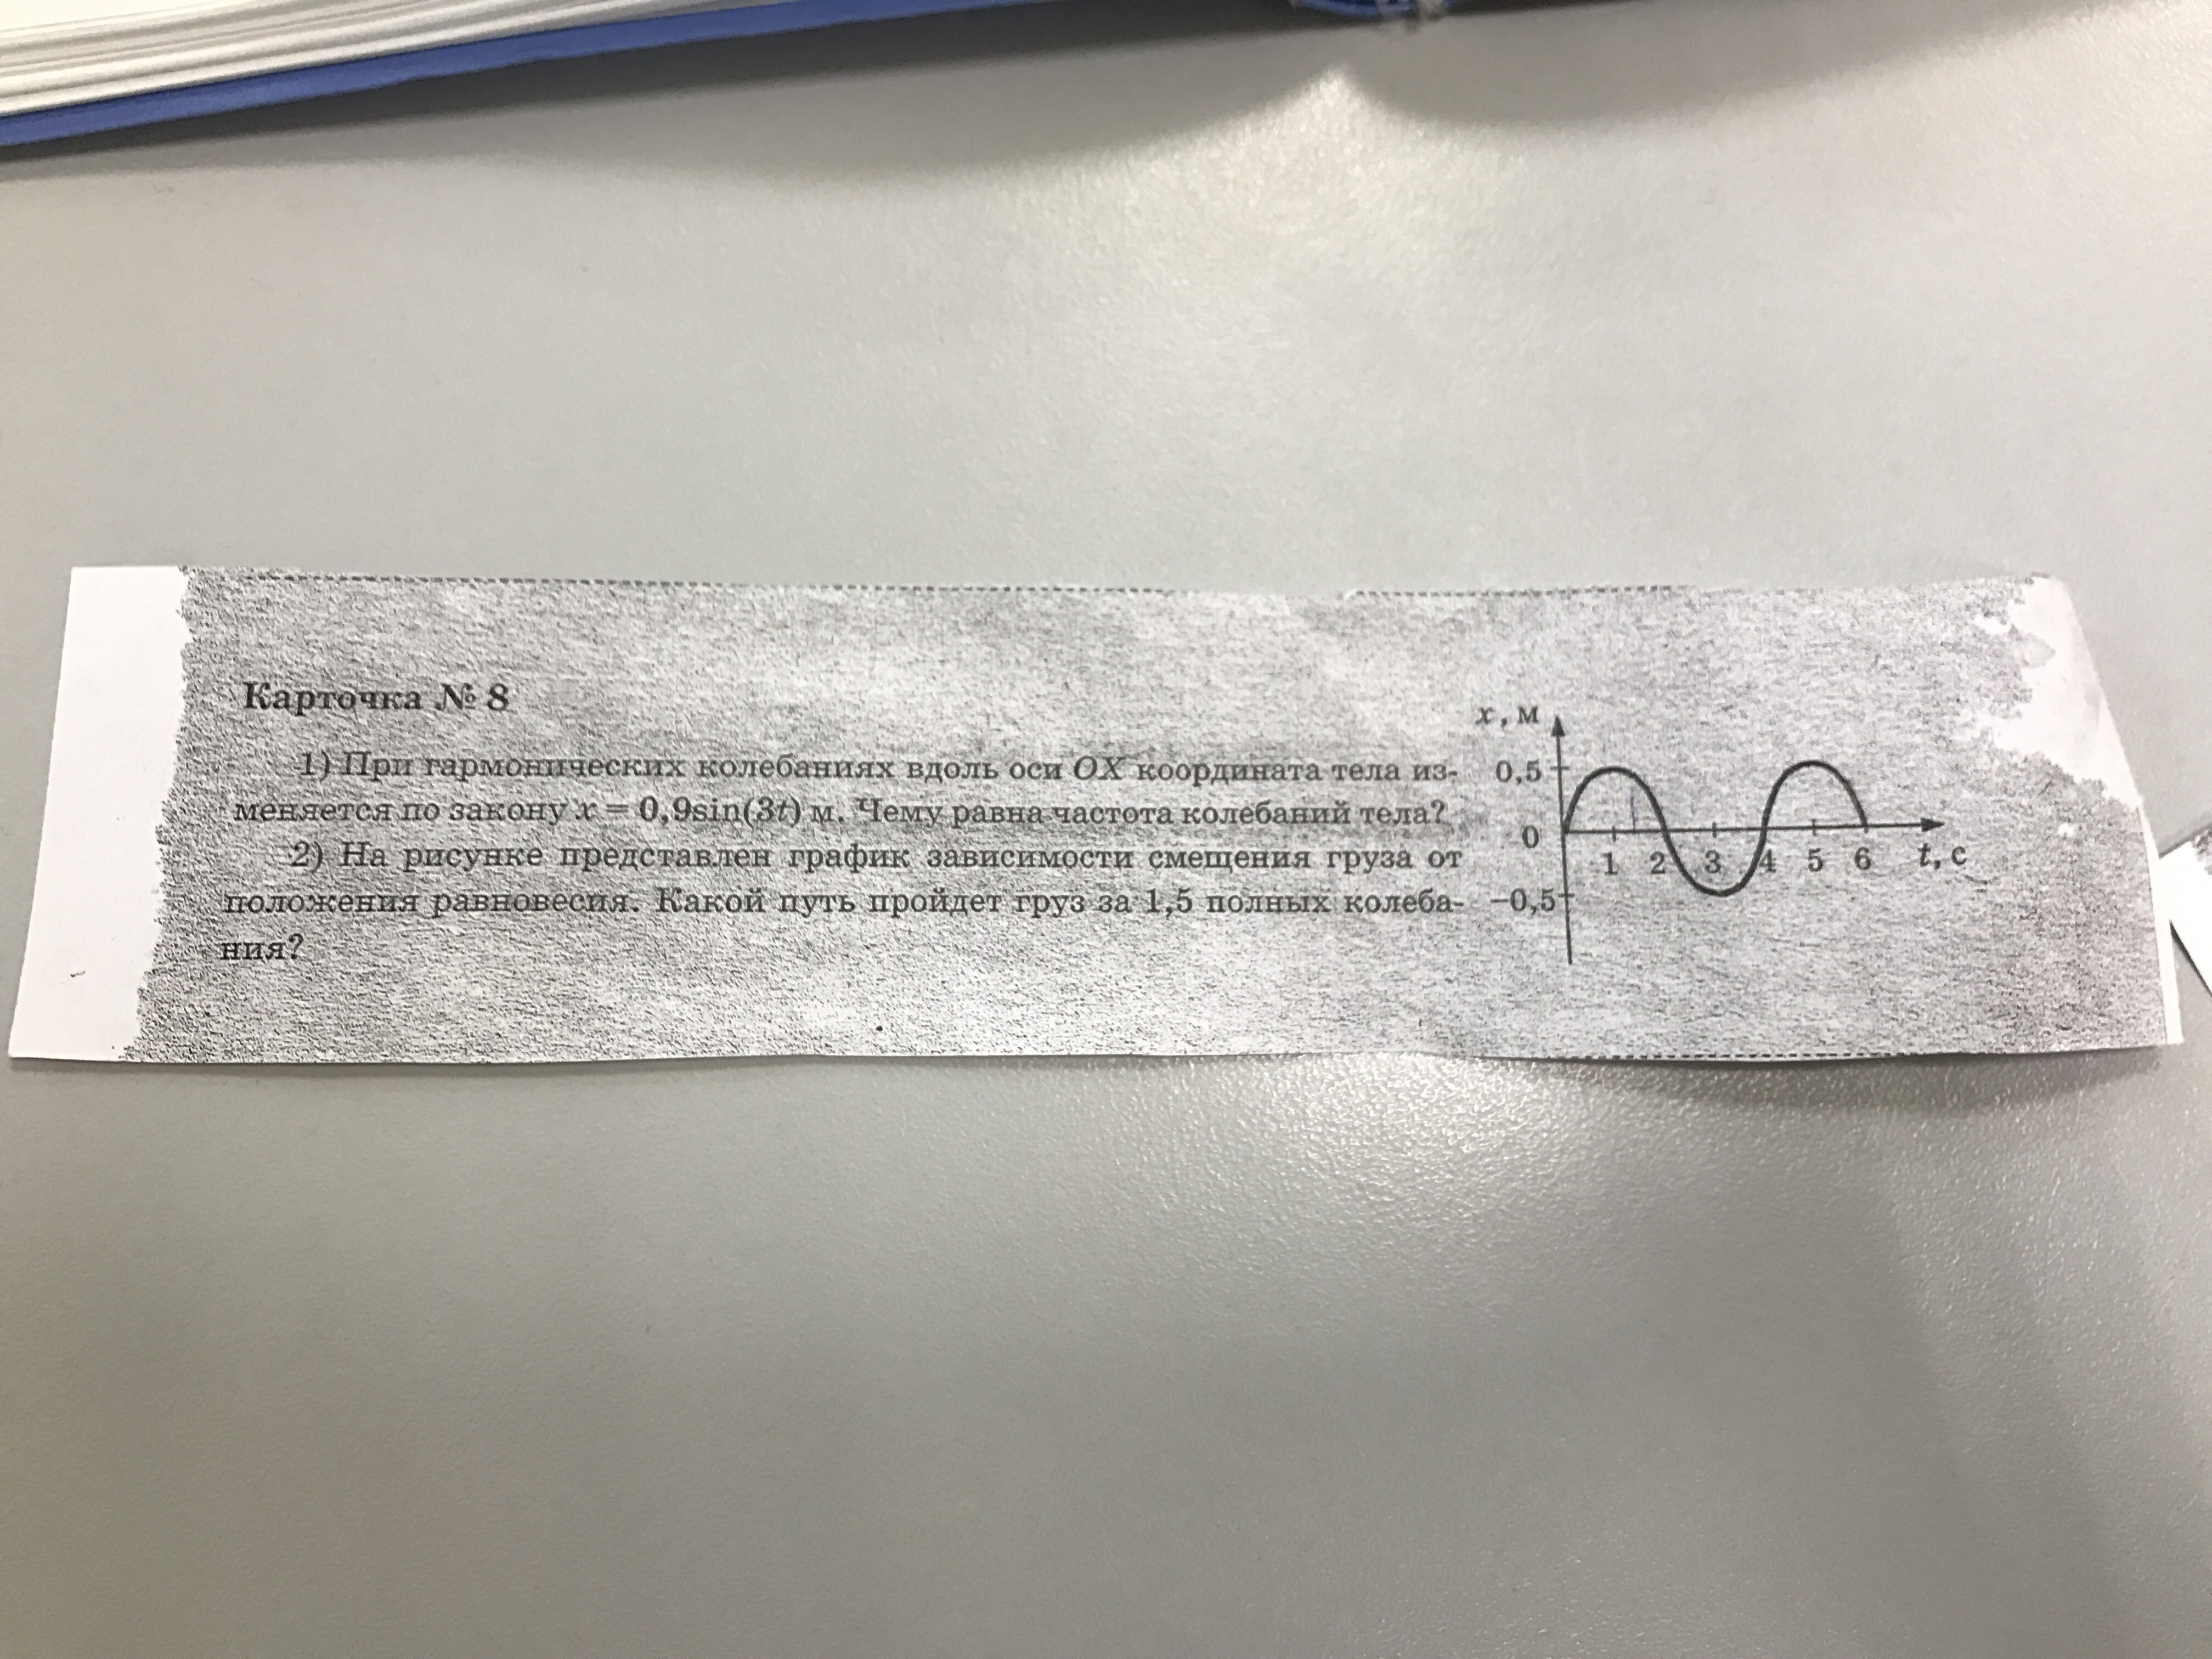 Карточка № 8
1) При гармонических колебаниях вдоль оси OX координата тела из-
меняется по закону x = 0,9sin(3t) м. Чему равна частота колебаний тела?
2) На рисунке представлен график зависимости смещения груза от
положения равновесия. Какой путь пройдет груз за 1,5 полных колеба-
ния?
x, м
0,5
0
-0,5
1 2 3 4 5 6 t, с